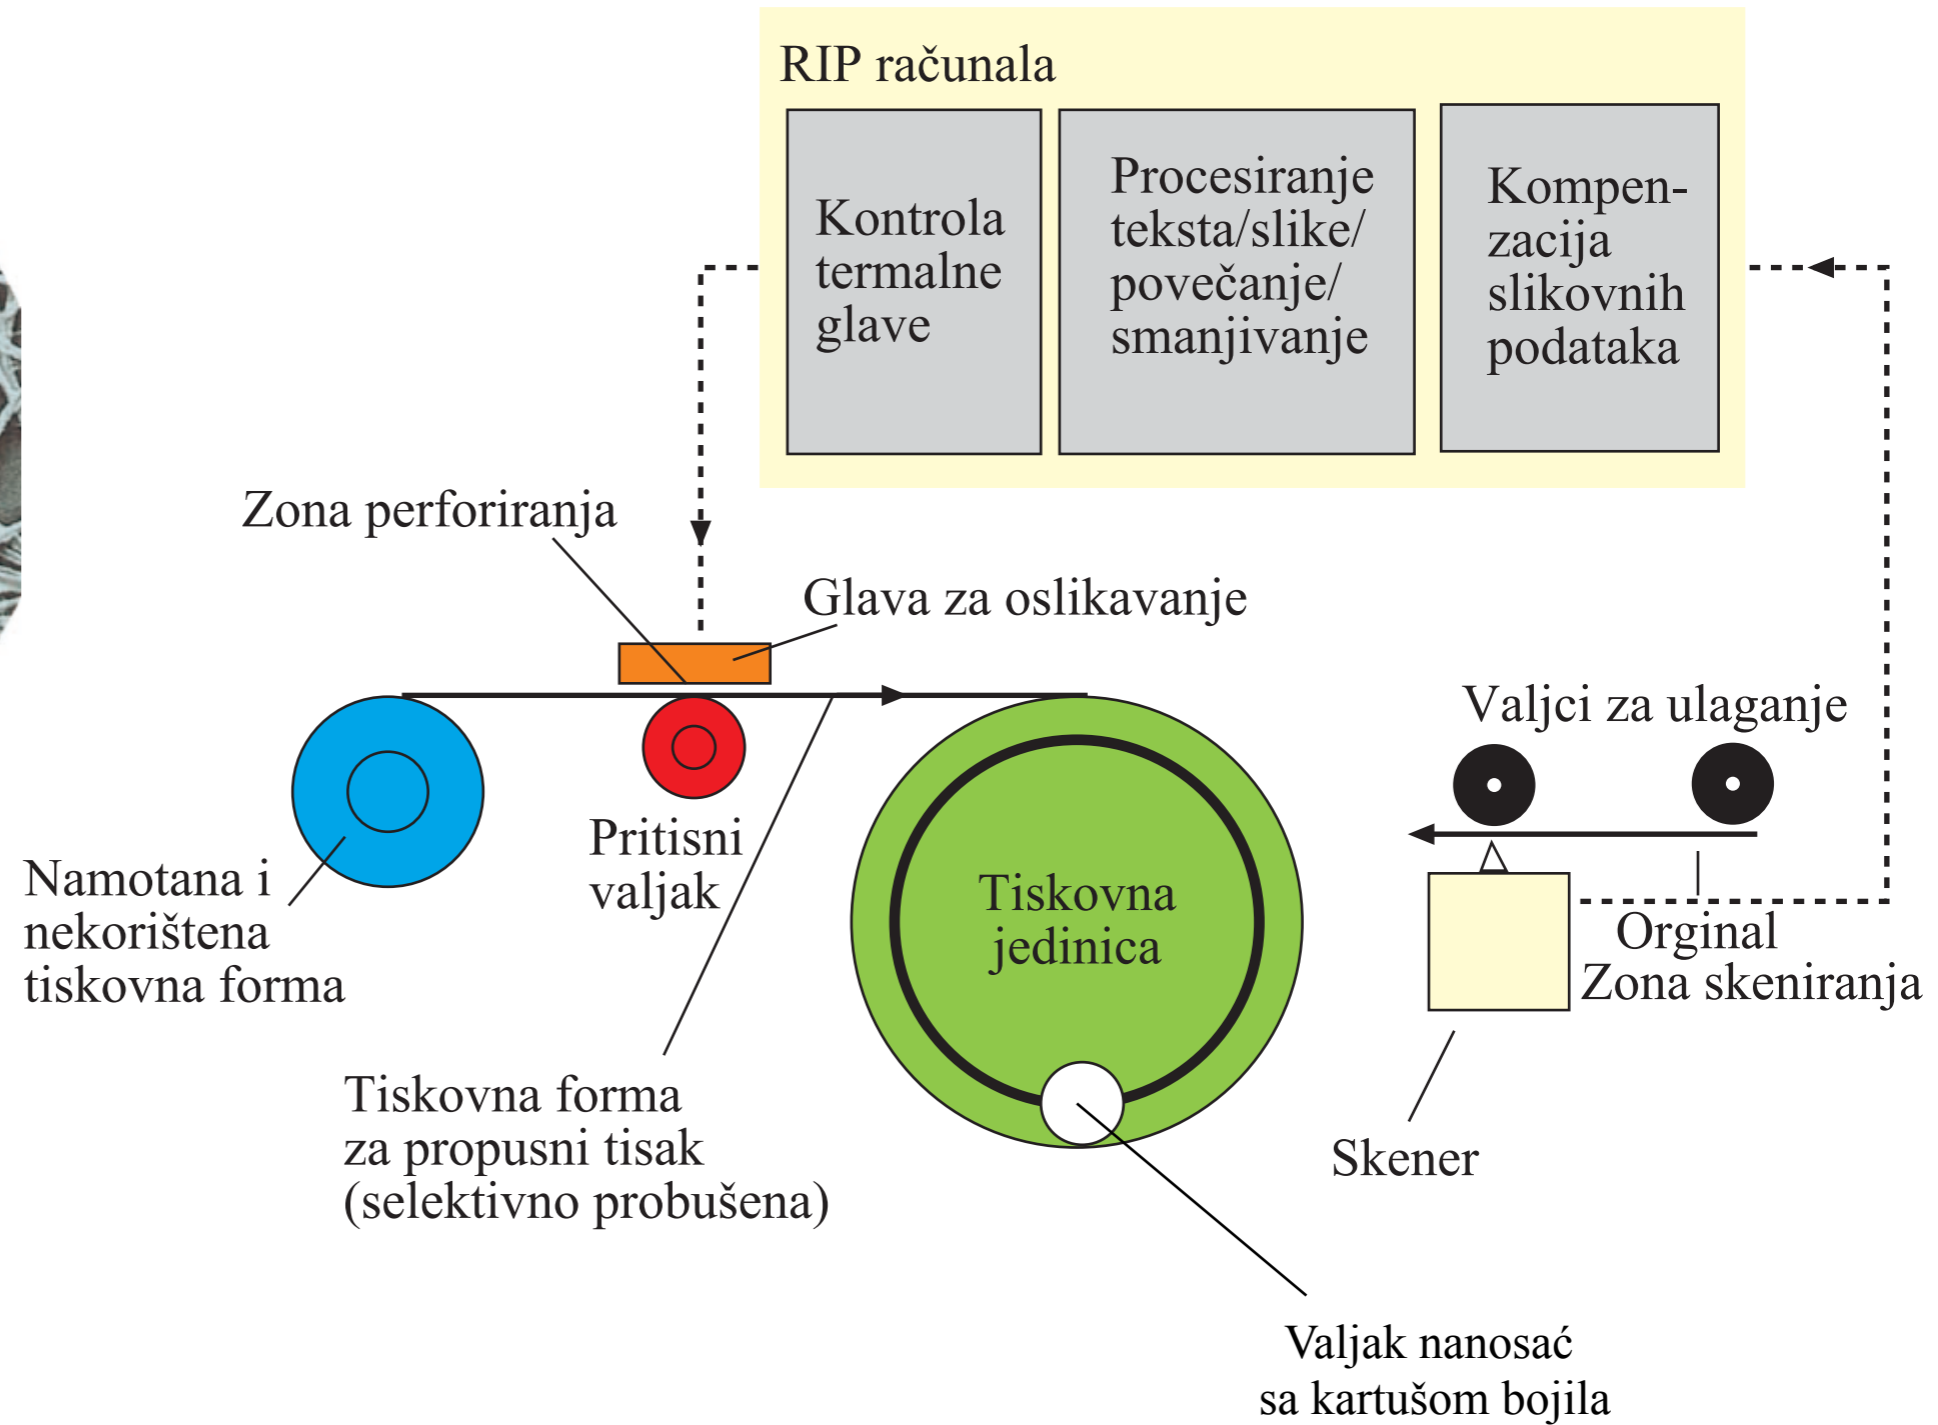 RIP računala
Kontrola
termalne
glave
Procesiranje
teksta/slike/
povečanje/
smanjivanje
Kompen-
zacija
slikovnih
podataka
Zona perforiranja
Glava za oslikavanje
Valjci za ulaganje
Pritisni
valjak
Namotana i
nekorištena
tiskovna forma
Tiskovna
jedinica
Orginal
Zona skeniranja
Tiskovna forma
za propusni tisak
(selektivno probušena)
Skener
Valjak nanosać
sa kartušom bojila